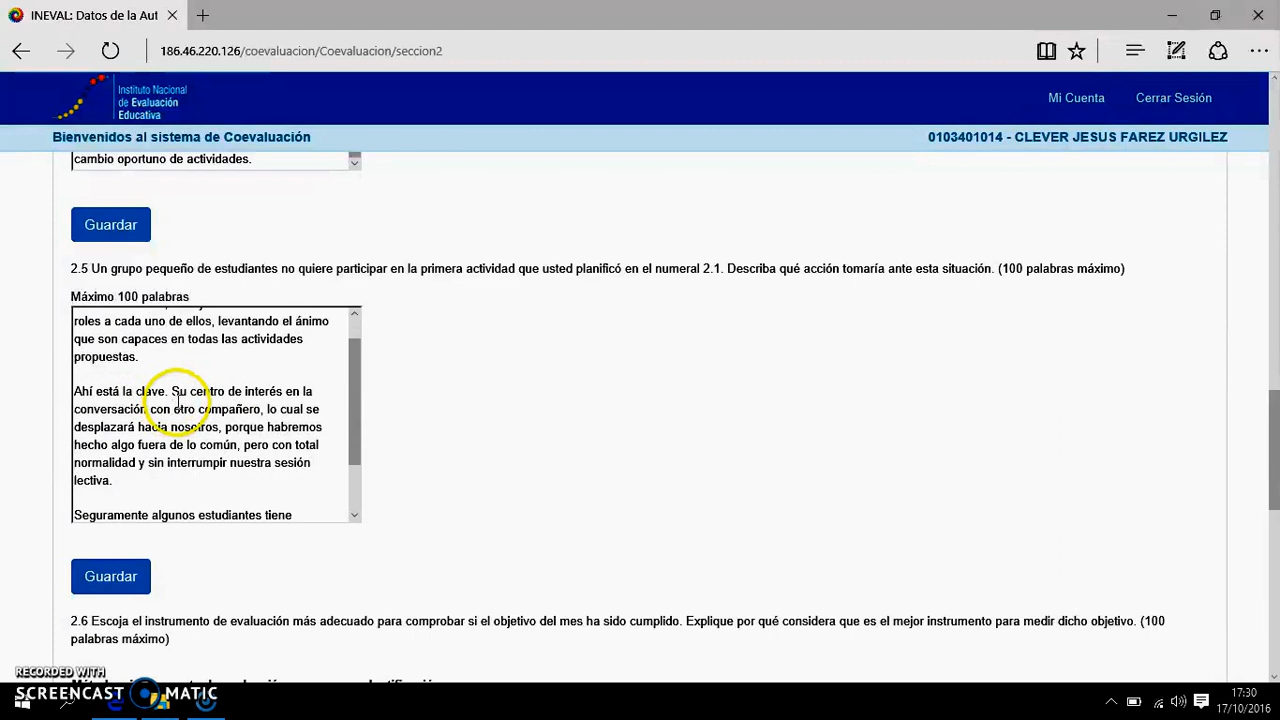 INEVAL: Datos de la Aut
186.46.220.126/coevaluacion/Coevaluacion/seccion2
Instituto Nacional
de Evaluación
Educativa
Mi Cuenta
Cerrar Sesión
Bienvenidos al sistema de Coevaluación
0103401014 - CLEVER JESUS FAREZ URGILEZ
cambio oportuno de actividades.
Guardar
2.5 Un grupo pequeño de estudiantes no quiere participar en la primera actividad que usted planificó en el numeral 2.1. Describa qué acción tomaría ante esta situación. (100 palabras máximo)
Máximo 100 palabras
roles a cada uno de ellos, levantando el ánimo
que son capaces en todas las actividades
propuestas.
Ahí está la clave. Su centro de interés en la
conversación con otro compañero, lo cual se
desplazará hacia nosotros, porque habremos
hecho algo fuera de lo común, pero con total
normalidad y sin interrumpir nuestra sesión
lectiva.
Seguramente algunos estudiantes tiene
Guardar
2.6 Escoja el instrumento de evaluación más adecuado para comprobar si el objetivo del mes ha sido cumplido. Explique por qué considera que es el mejor instrumento para medir dicho objetivo. (100
palabras máximo)
RECORDED WITH
SCREENCAST MATIC
17:30
17/10/2016